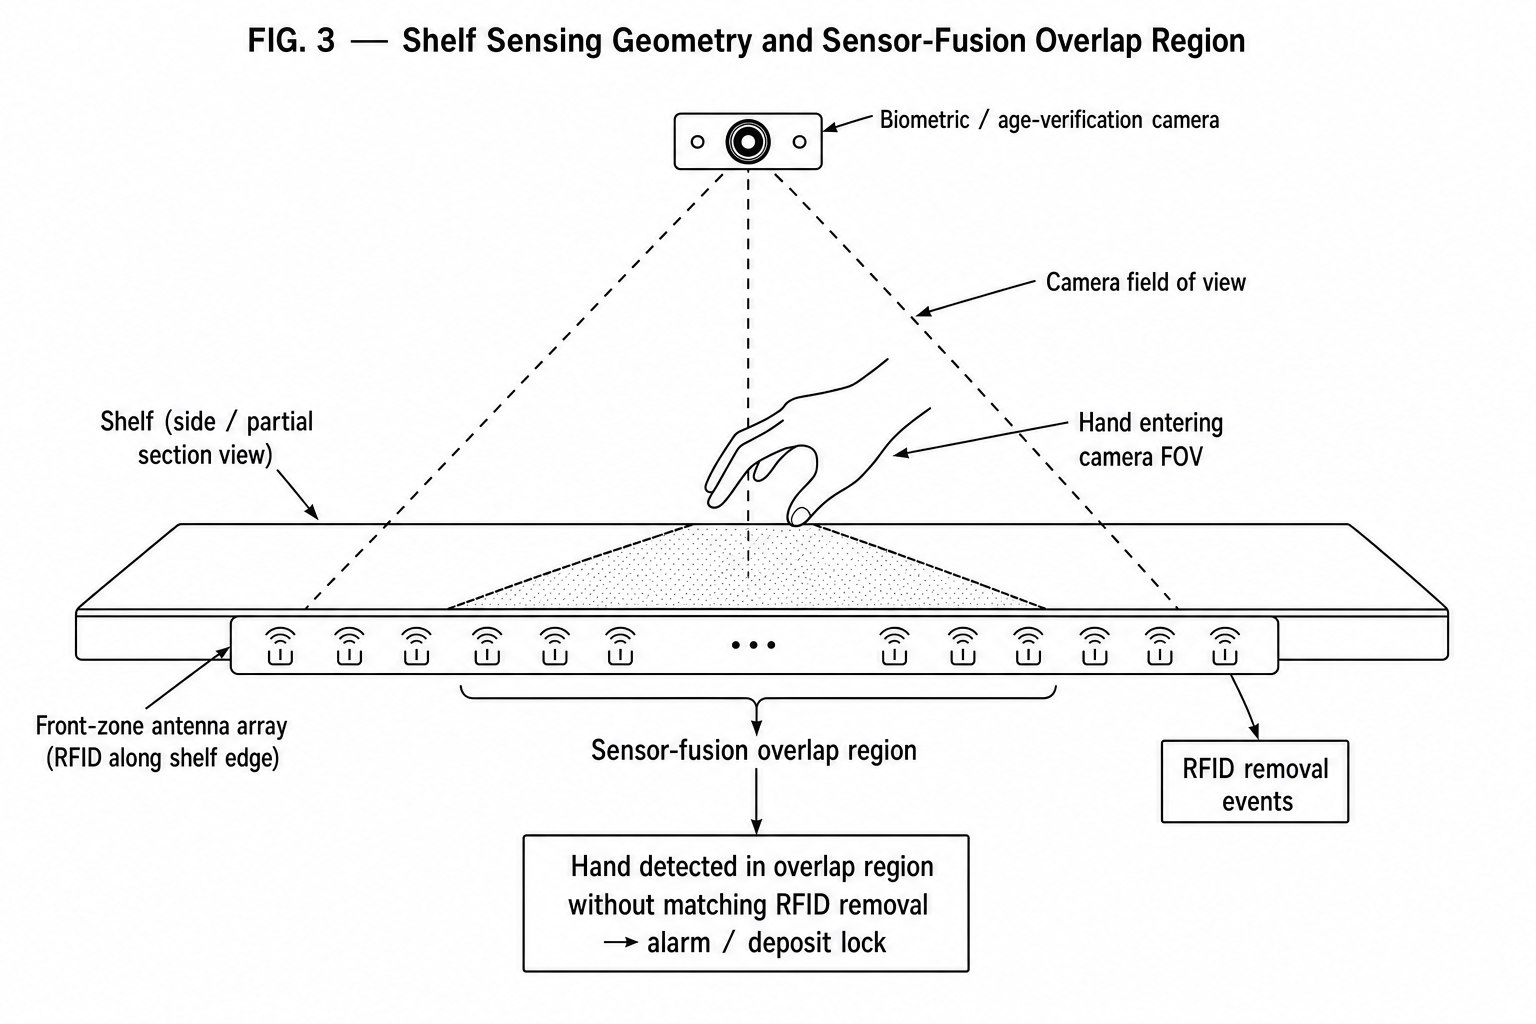 FIG. 3 — Shelf Sensing Geometry and Sensor-Fusion Overlap Region
Biometric / age-verification camera
Camera field of view
Shelf (side / partial
section view)
Hand entering
camera FOV
Front-zone antenna array
(RFID along shelf edge)
Sensor-fusion overlap region
RFID removal
events
Hand detected in overlap region
without matching RFID removal
→ alarm / deposit lock